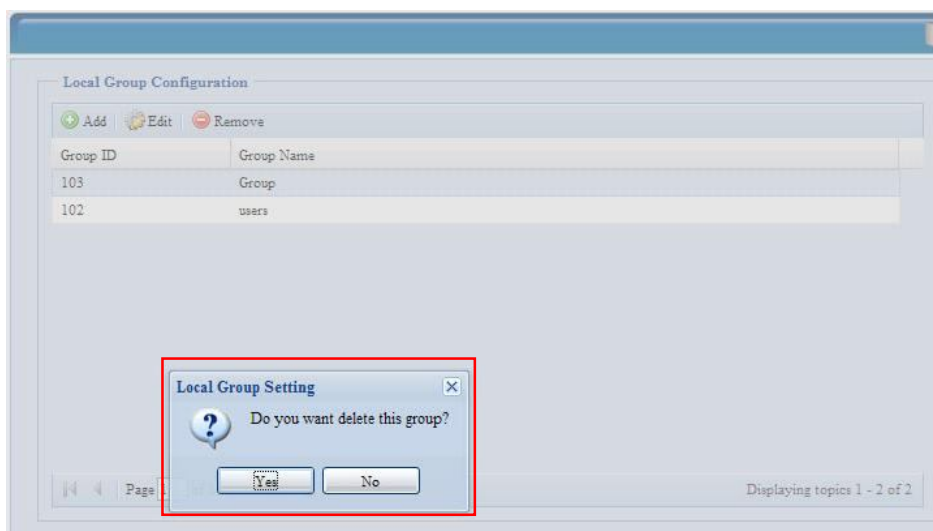 Local Group Configuration
Add Edit Remove
Group ID Group Name
103 Group
102 users
Local Group Setting
Do you want delete this group?
Yes No
Page Displaying topics 1 - 2 of 2